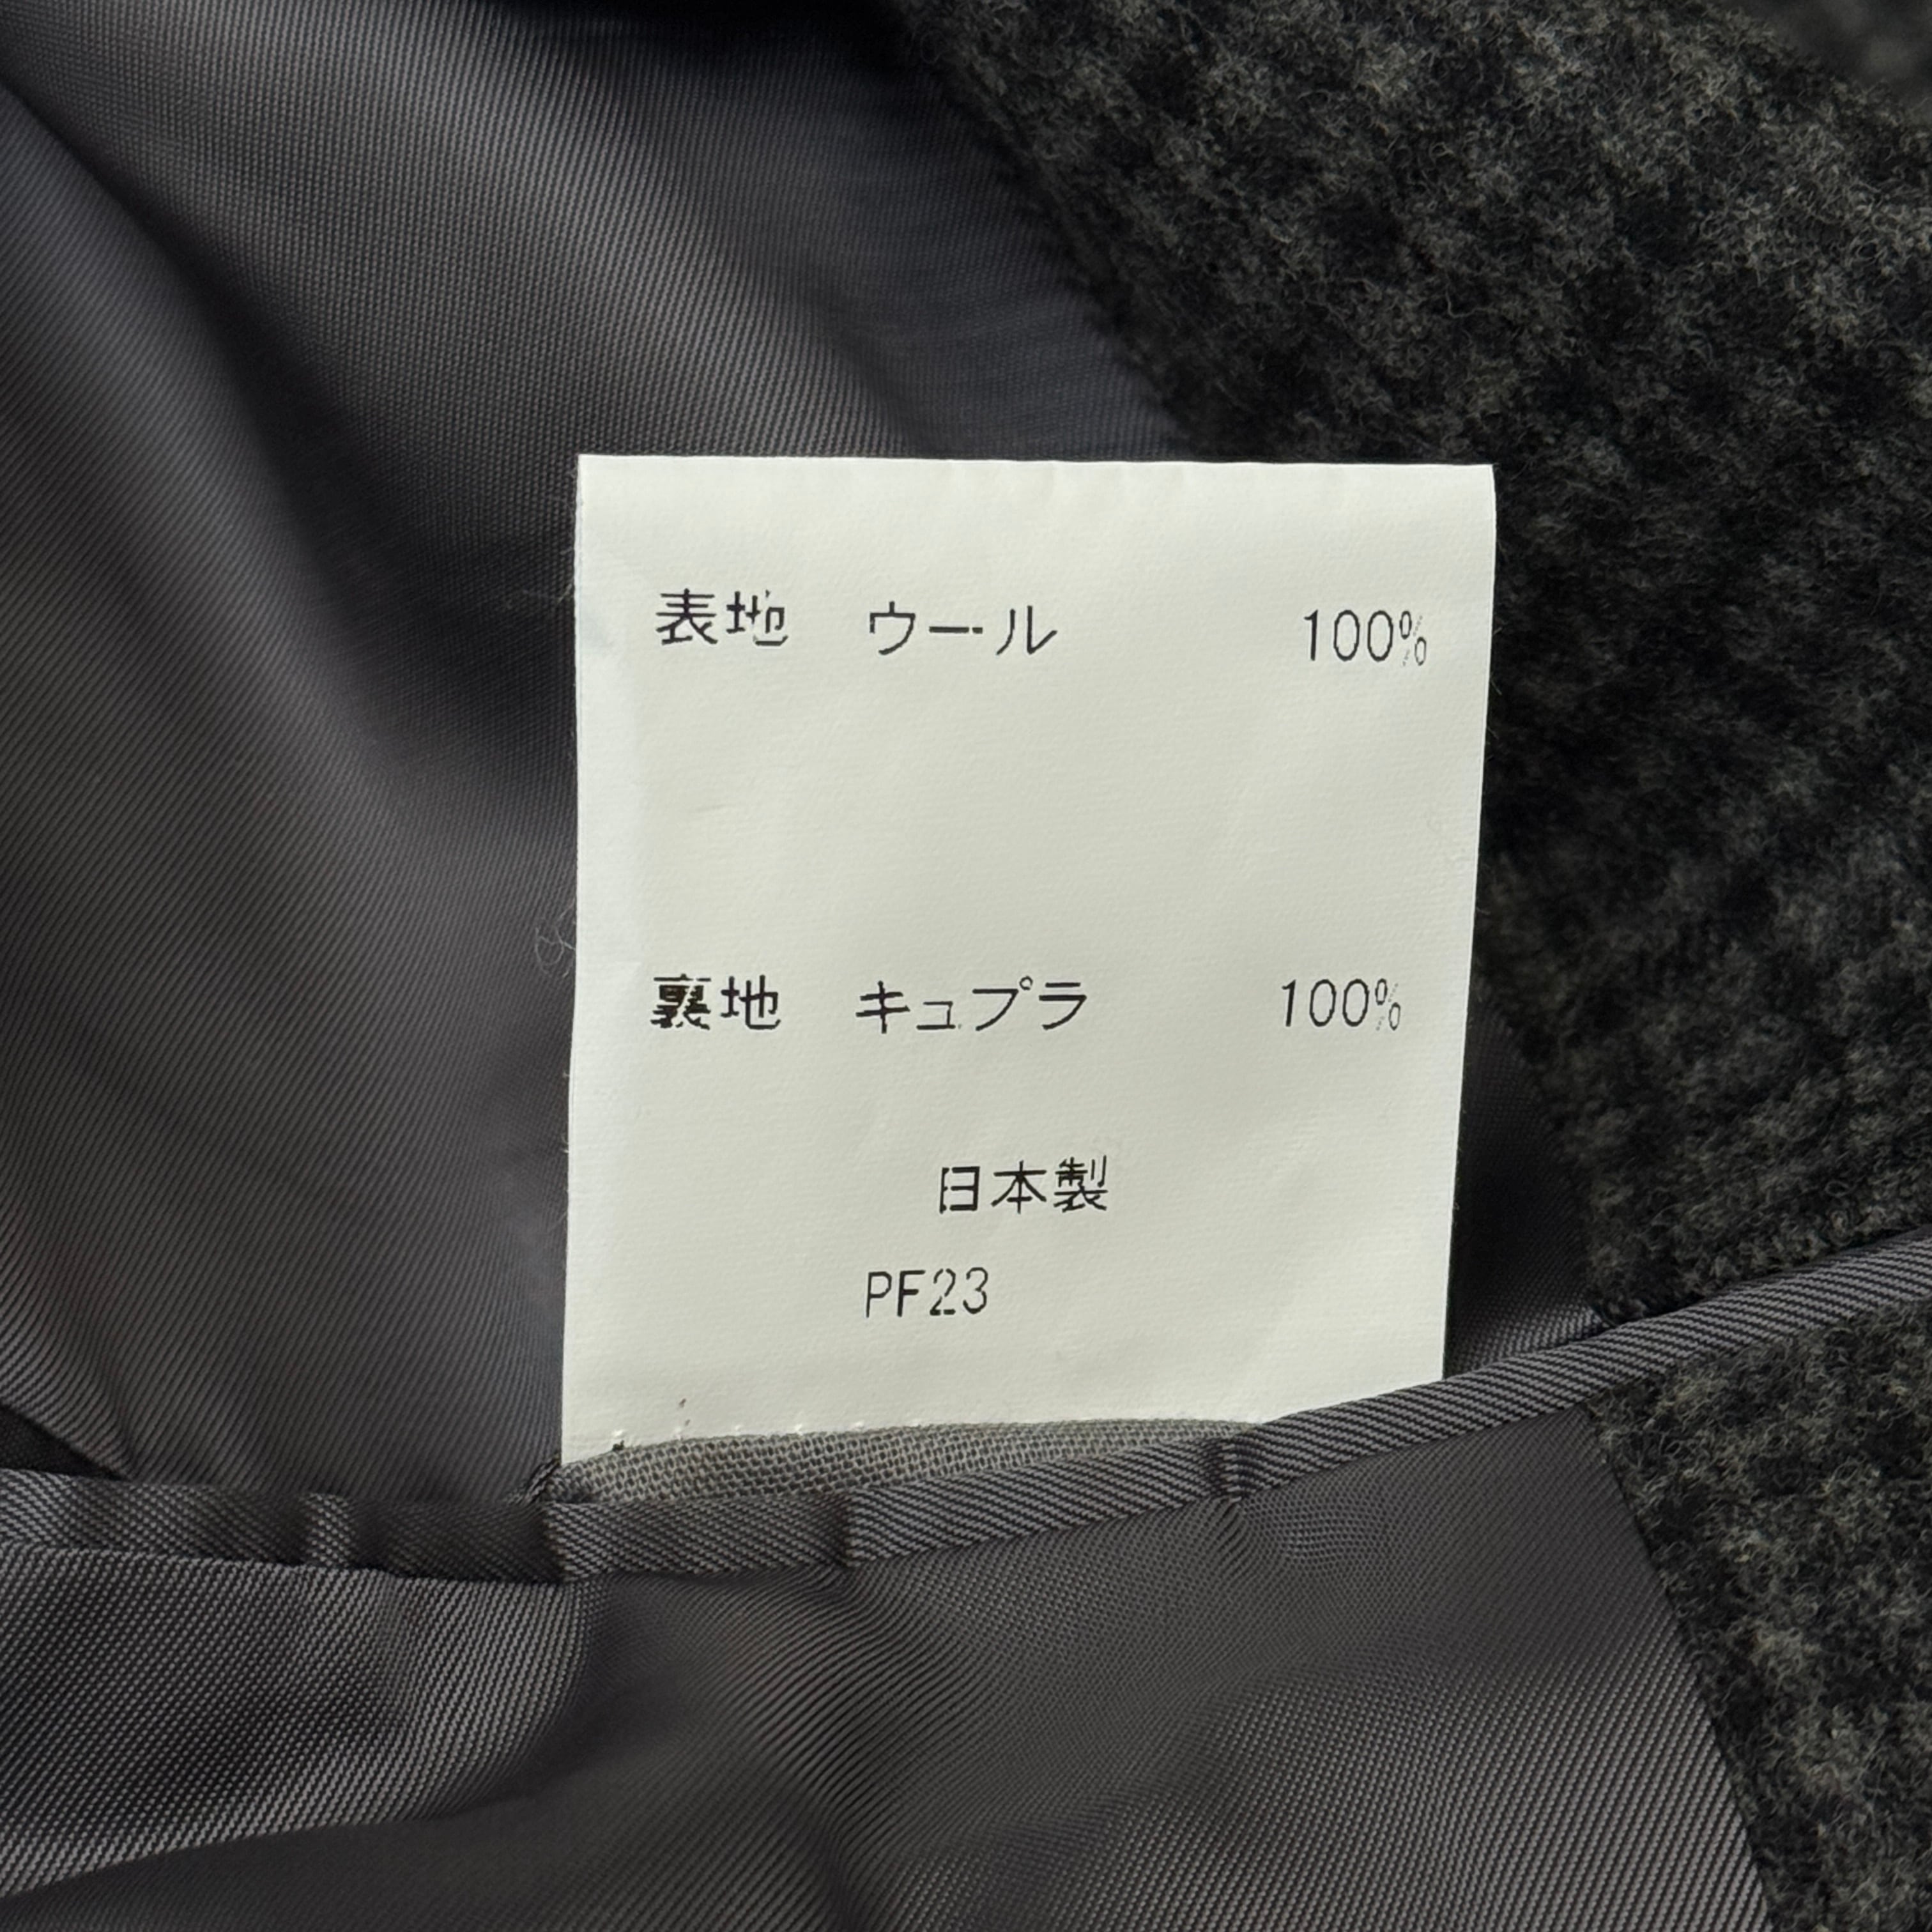 表地 ウール 100%
裏地 キュプラ 100%
日本製
PF23